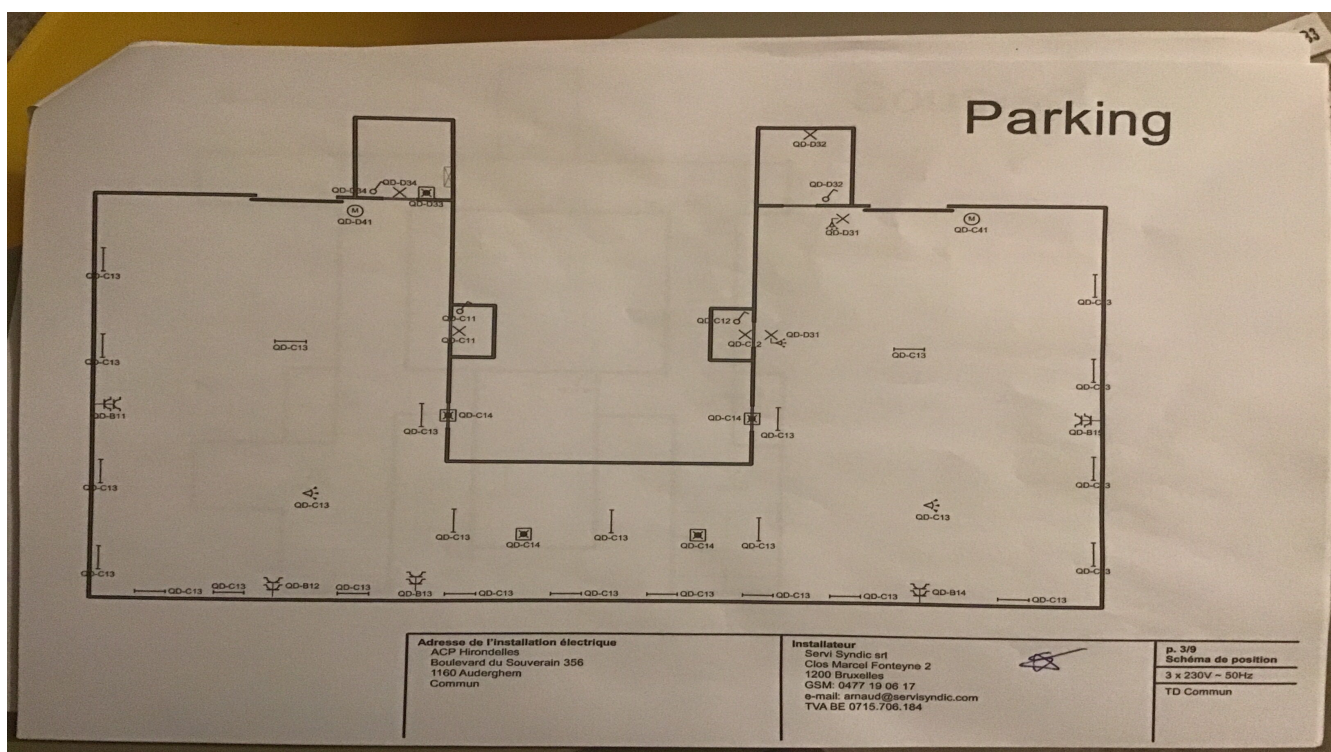 33
Parking
QD-D32
QD-D34
QD-D34
QD-D32
QD-D33
QD-D41
QD-D31
QD-C41
QD-C13
QD-C13
QD-C11
QD-C12
QD-D31
QD-C11
QD-C12
QD-C13
QD-C13
QD-C13
QD-C13
QD-B11
QD-C14
QD-C14
QD-C13
QD-C13
QD-B15
QD-C13
QD-C13
QD-C13
QD-C13
QD-C13
QD-C14
QD-C13
QD-C14
QD-C13
QD-C13
QD-C13
QD-C13
QD-C13
QD-B12
QD-C13
QD-B13
QD-C13
QD-C13
QD-C13
QD-C13
QD-C13
QD-B14
QD-C13
Adresse de l'installation électrique
ACP Hirondelles
Boulevard du Souverain 356
1160 Auderghem
Commun
Installateur
Servi Syndic srl
Clos Marcel Fonteyne 2
1200 Bruxelles
GSM: 0477 19 06 17
e-mail: arnaud@servisyndic.com
TVA BE 0715.706.184
p. 3/9
Schéma de position
3 x 230V ~ 50Hz
TD Commun